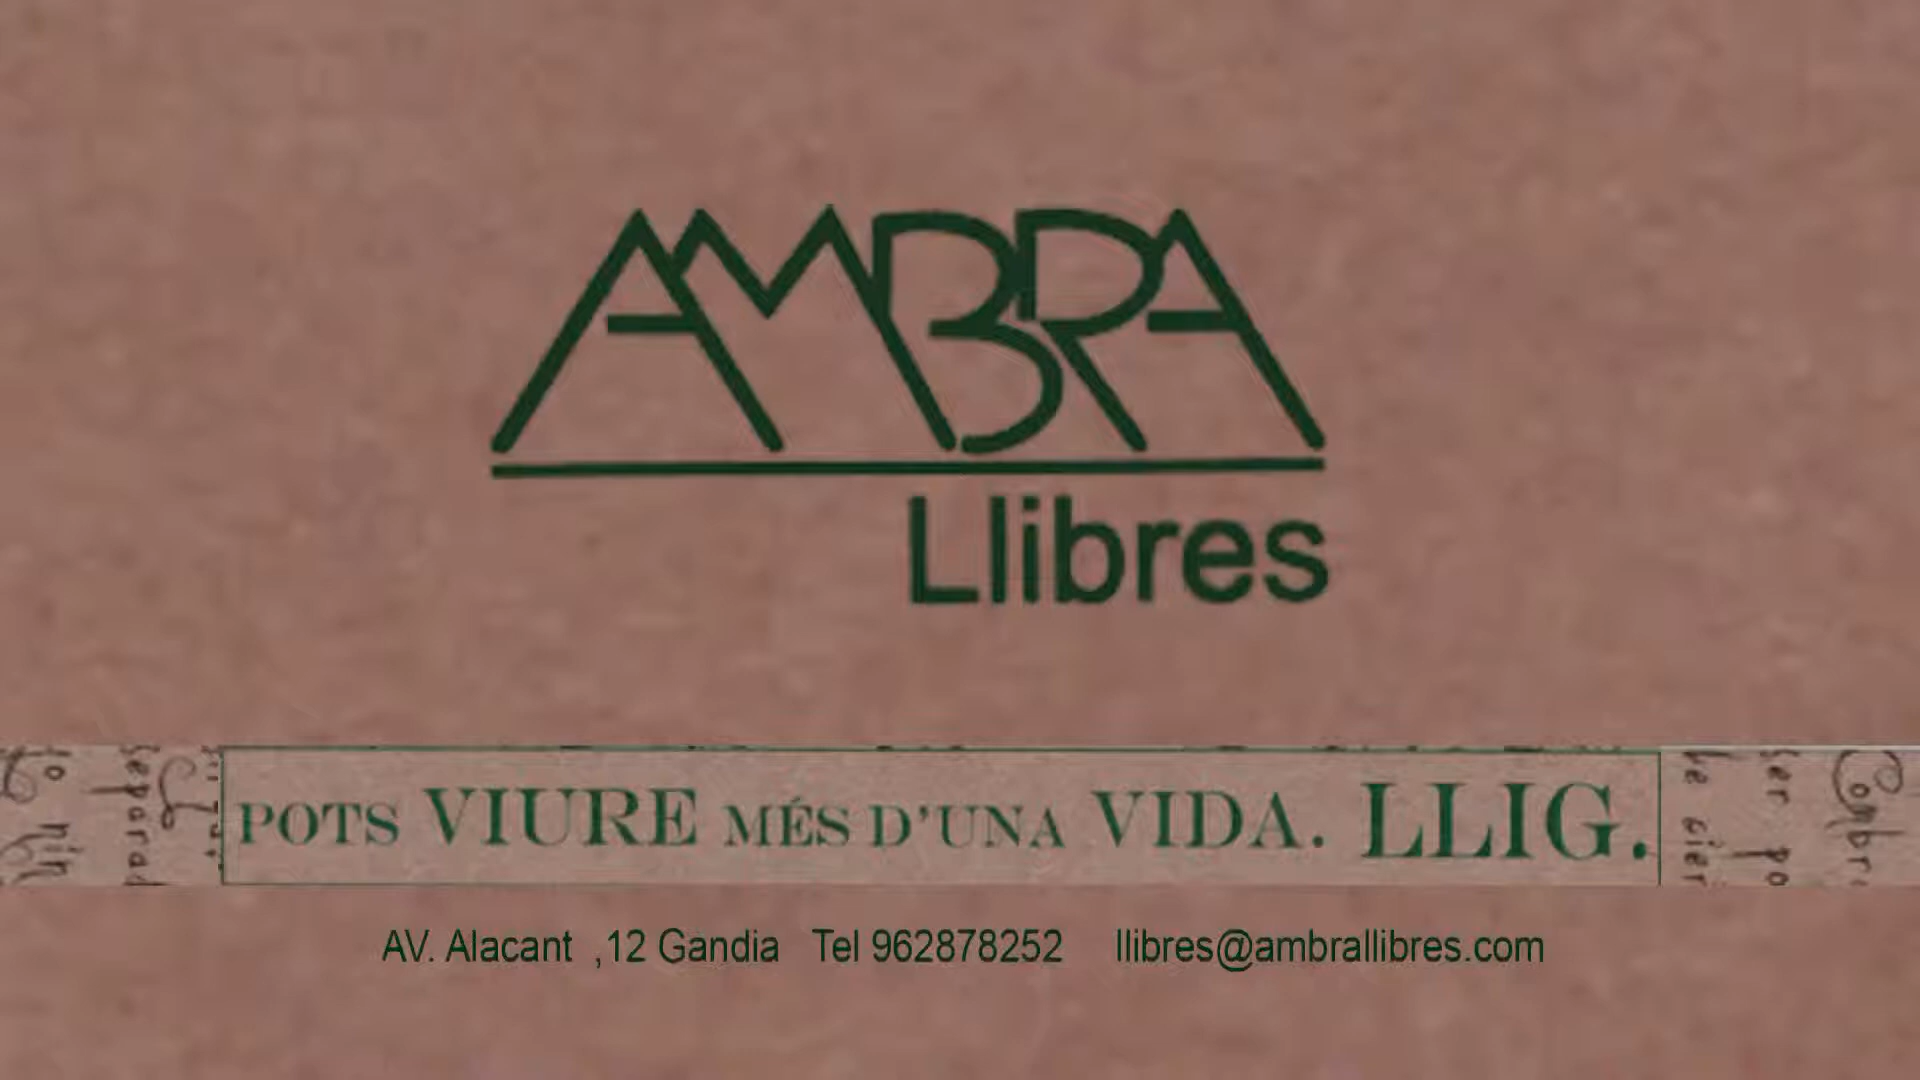 AMBRA
Llibres
POTS VIURE MÉS D'UNA VIDA. LLIG.
AV. Alacant ,12 Gandia Tel 962878252 llibres@ambrallibres.com